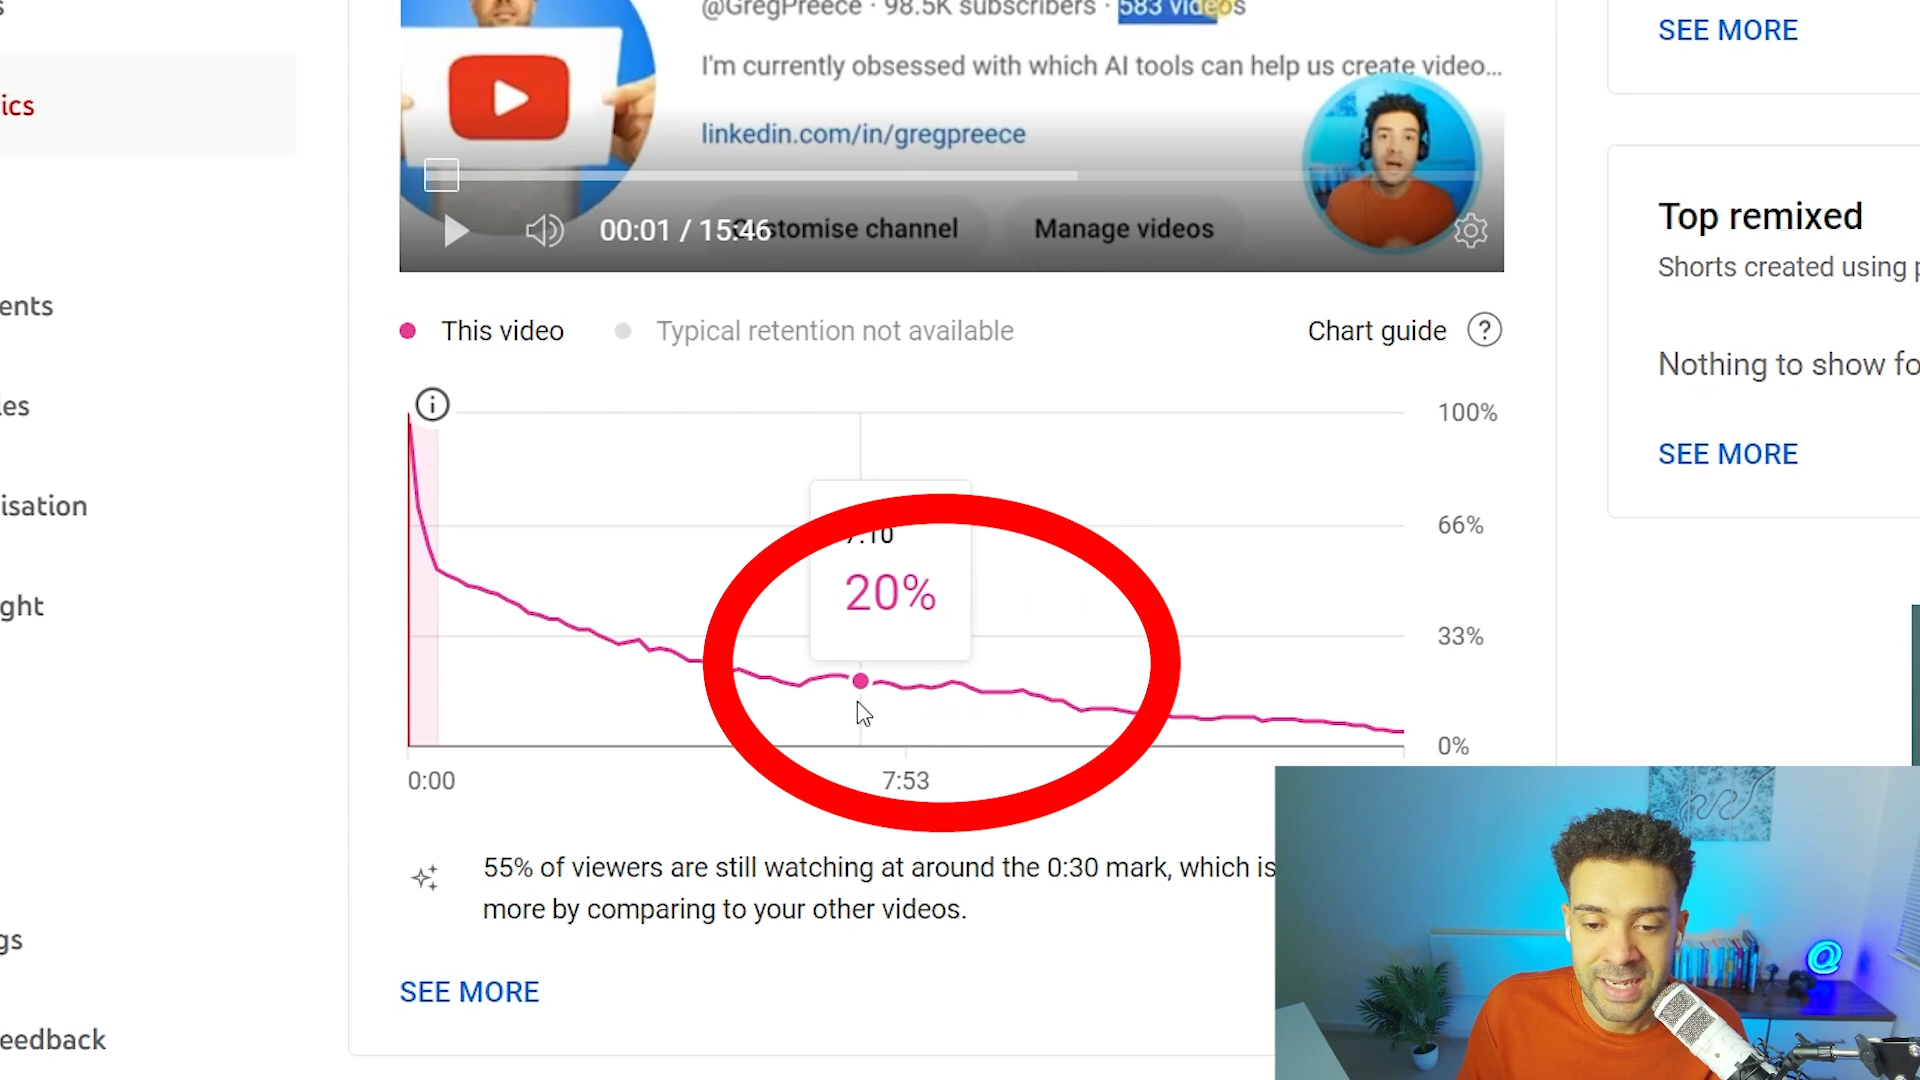 @GregPreece · 98.5K subscribers · 583 videos
SEE MORE
I'm currently obsessed with which AI tools can help us create video...
ics
linkedin.com/in/gregpreece
00:01 / 15:46
Customise channel
Manage videos
Top remixed
Shorts created using
ents
This video
Typical retention not available
Chart guide ?
Nothing to show fo
les
i
100%
SEE MORE
isation
66%
7:10
20%
ght
33%
0%
0:00
7:53
55% of viewers are still watching at around the 0:30 mark, which is
more by comparing to your other videos.
gs
@
SEE MORE
eedback